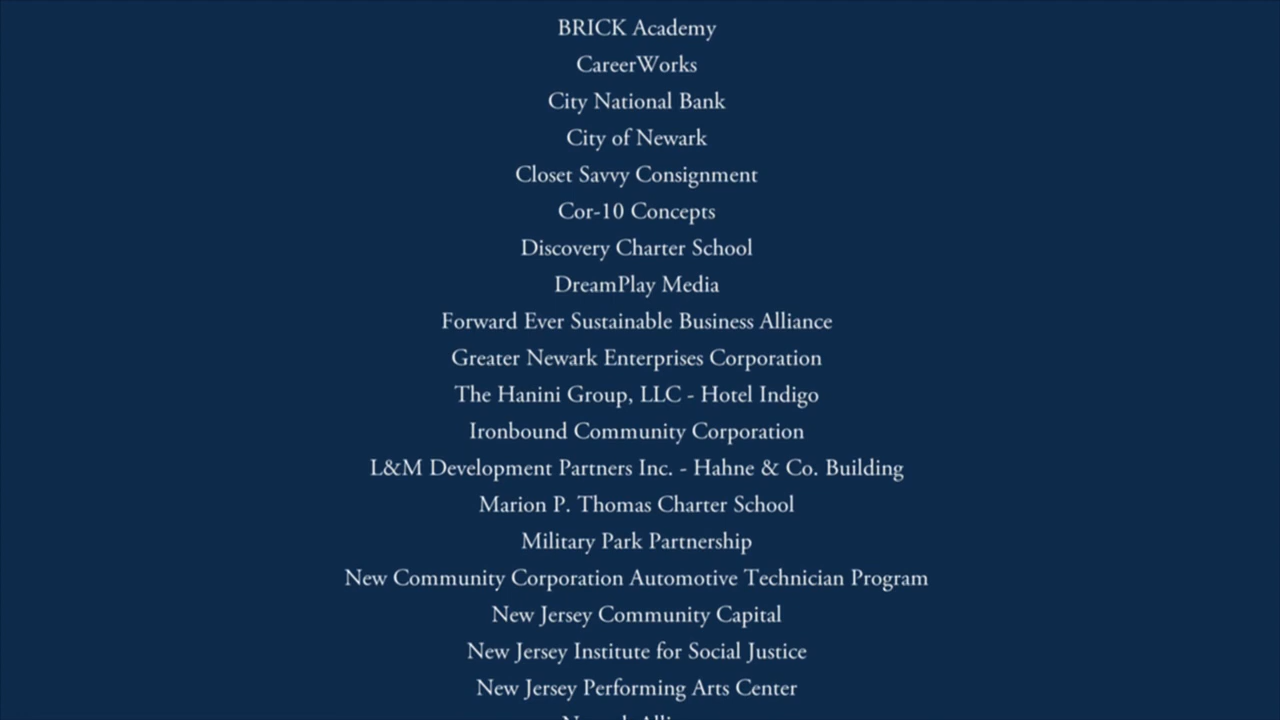 BRICK Academy
CareerWorks
City National Bank
City of Newark
Closet Savvy Consignment
Cor-10 Concepts
Discovery Charter School
DreamPlay Media
Forward Ever Sustainable Business Alliance
Greater Newark Enterprises Corporation
The Hanini Group, LLC - Hotel Indigo
Ironbound Community Corporation
L&M Development Partners Inc. - Hahne & Co. Building
Marion P. Thomas Charter School
Military Park Partnership
New Community Corporation Automotive Technician Program
New Jersey Community Capital
New Jersey Institute for Social Justice
New Jersey Performing Arts Center